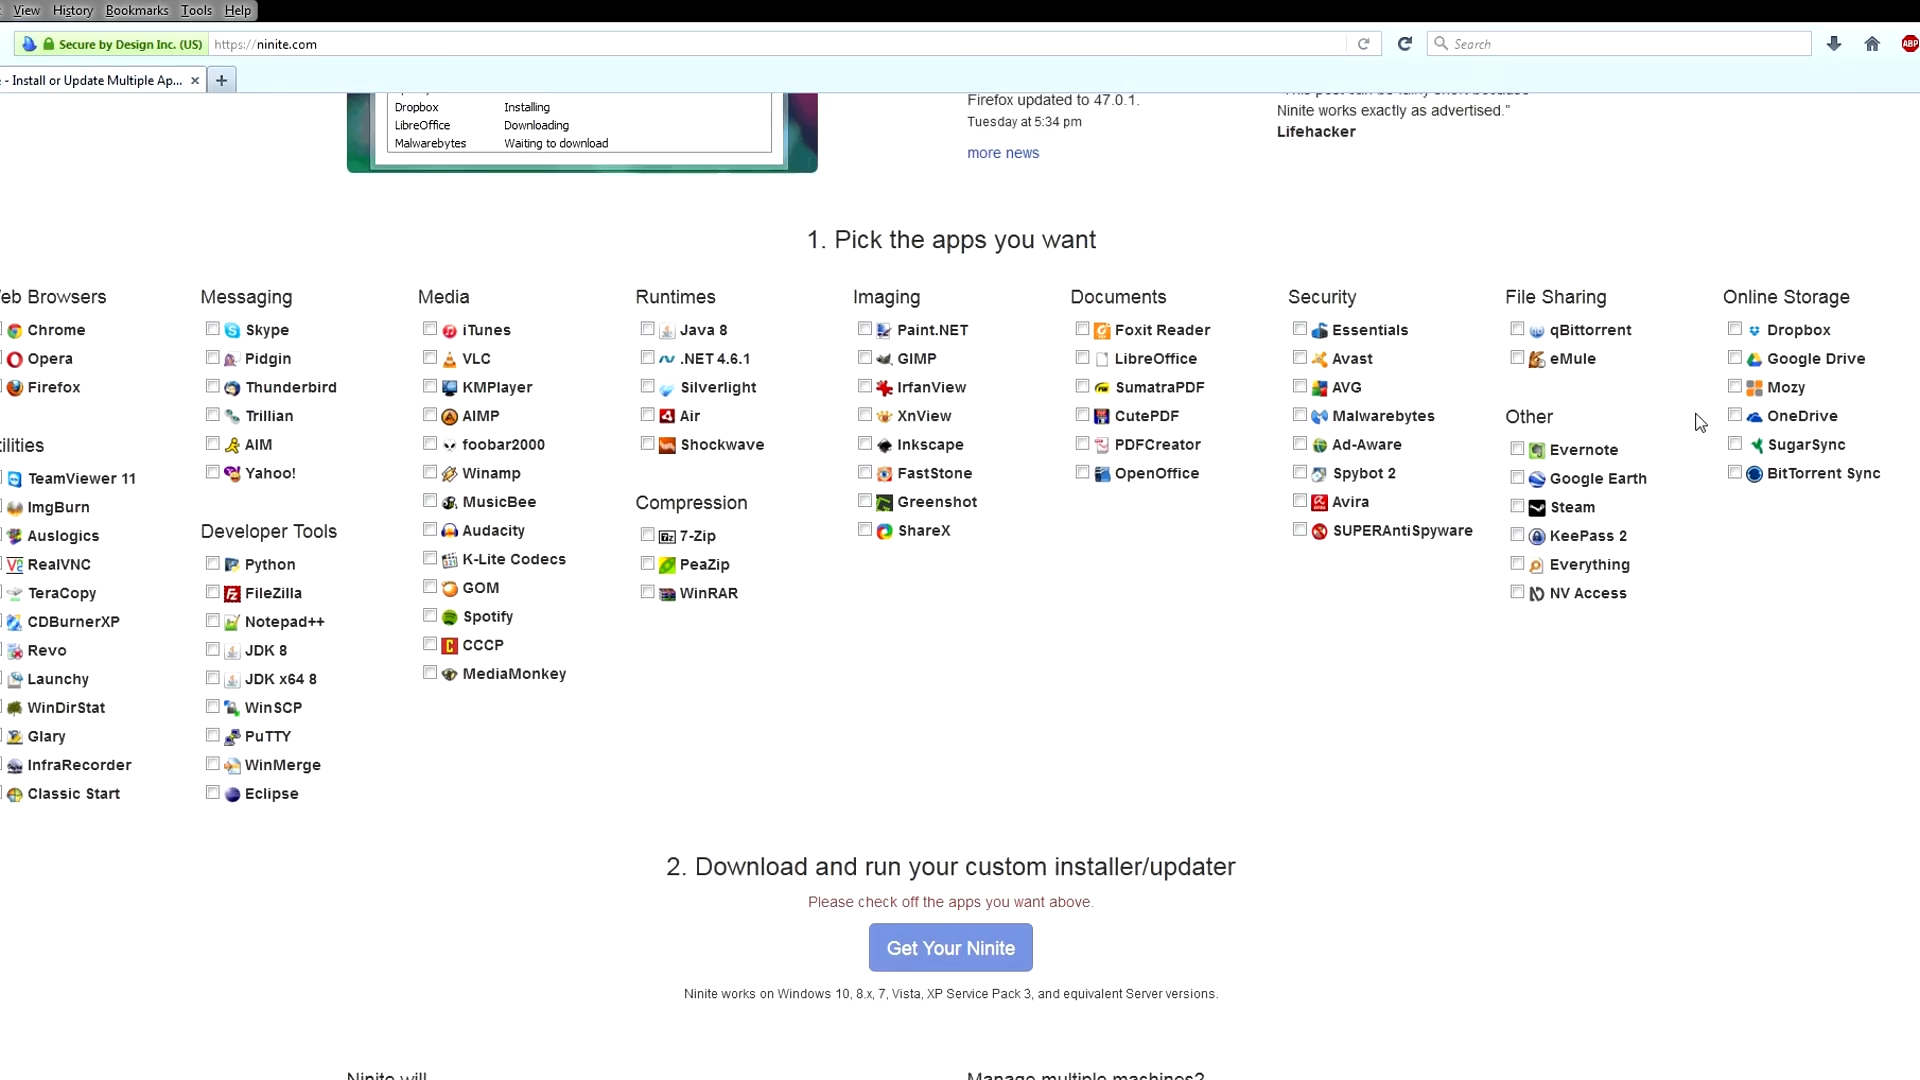 View History Bookmarks Tools Help
Secure by Design Inc. (US) https://ninite.com Search ABP
- Install or Update Multiple Ap...
Dropbox Installing
LibreOffice Downloading
Malwarebytes Waiting to download
Firefox updated to 47.0.1.
Tuesday at 5:34 pm
more news
Ninite works exactly as advertised.”
Lifehacker
1. Pick the apps you want
eb Browsers
Chrome
Opera
Firefox
ilities
TeamViewer 11
ImgBurn
Auslogics
RealVNC
TeraCopy
CDBurnerXP
Revo
Launchy
WinDirStat
Glary
InfraRecorder
Classic Start
Messaging
Skype
Pidgin
Thunderbird
Trillian
AIM
Yahoo!
Developer Tools
Python
FileZilla
Notepad++
JDK 8
JDK x64 8
WinSCP
PuTTY
WinMerge
Eclipse
Media
iTunes
VLC
KMPlayer
AIMP
foobar2000
Winamp
MusicBee
Audacity
K-Lite Codecs
GOM
Spotify
CCCP
MediaMonkey
Runtimes
Java 8
.NET 4.6.1
Silverlight
Air
Shockwave
Compression
7-Zip
PeaZip
WinRAR
Imaging
Paint.NET
GIMP
IrfanView
XnView
Inkscape
FastStone
Greenshot
ShareX
Documents
Foxit Reader
LibreOffice
SumatraPDF
CutePDF
PDFCreator
OpenOffice
Security
Essentials
Avast
AVG
Malwarebytes
Ad-Aware
Spybot 2
Avira
SUPERAntiSpyware
File Sharing
qBittorrent
eMule
Other
Evernote
Google Earth
Steam
KeePass 2
Everything
NV Access
Online Storage
Dropbox
Google Drive
Mozy
OneDrive
SugarSync
BitTorrent Sync
2. Download and run your custom installer/updater
Please check off the apps you want above.
Get Your Ninite
Ninite works on Windows 10, 8.x, 7, Vista, XP Service Pack 3, and equivalent Server versions.
Ninite will
Manage multiple machines?